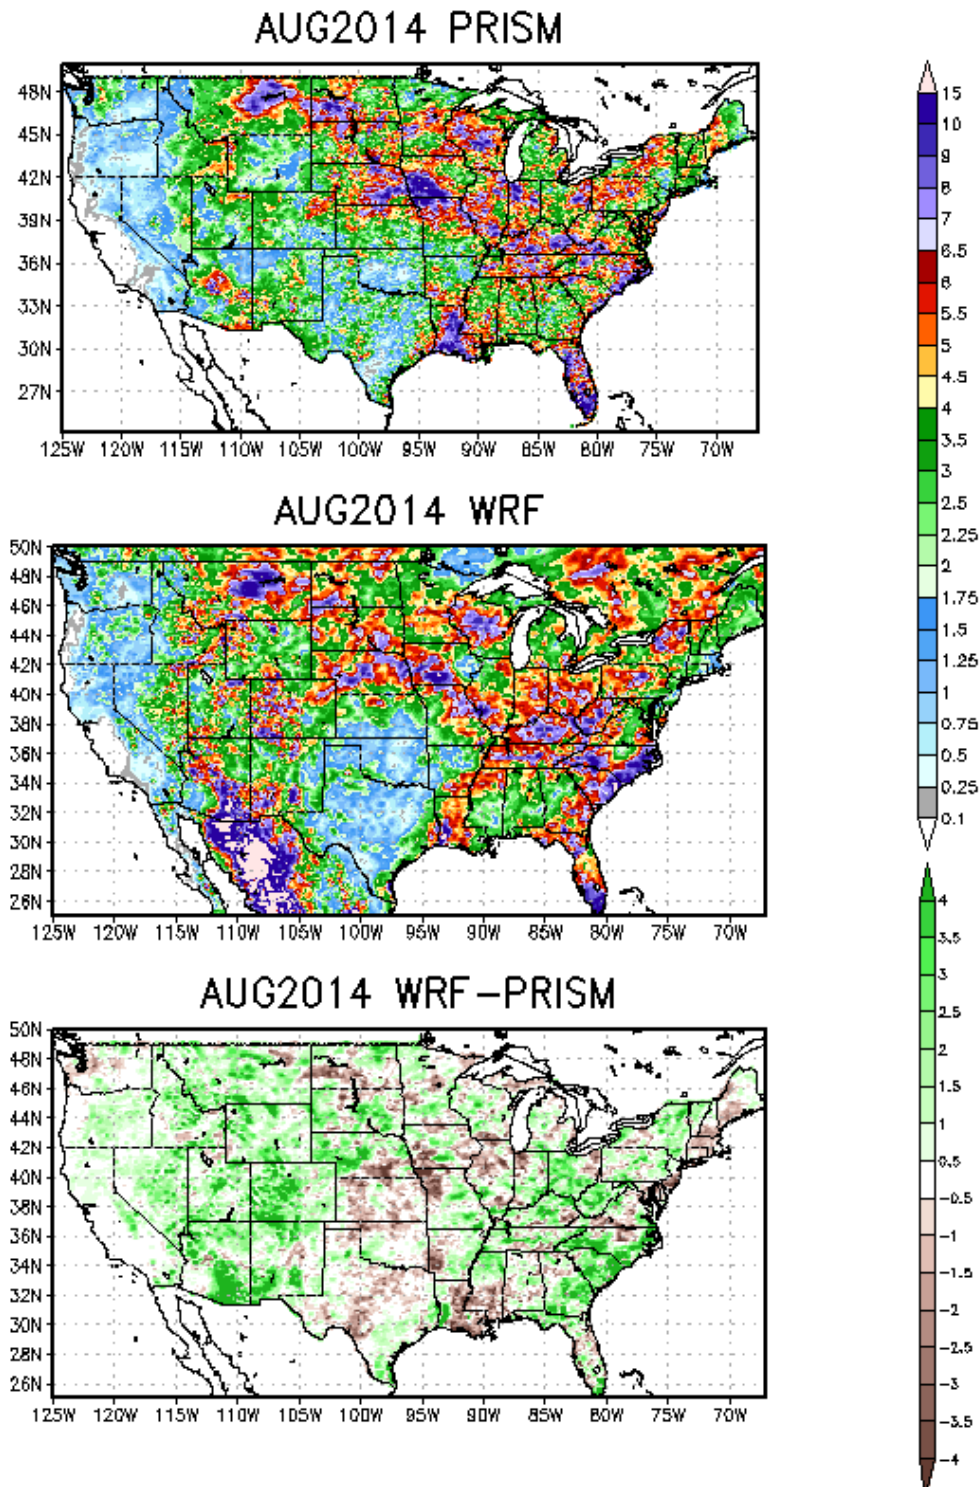 AUG2014 PRISM
48N
45N
42N
39N
36N
33N
30N
27N
125W 120W 115W 110W 105W 100W 95W 90W 85W 80W 75W 70W
AUG2014 WRF
50N
48N
46N
44N
42N
40N
38N
36N
34N
32N
30N
28N
26N
125W 120W 115W 110W 105W 100W 95W 90W 85W 80W 75W 70W
AUG2014 WRF-PRISM
50N
48N
46N
44N
42N
40N
38N
36N
34N
32N
30N
28N
26N
125W 120W 115W 110W 105W 100W 95W 90W 85W 80W 75W 70W
15
10
9
8
7
6.5
6
5.5
5
4.5
4
3.5
3
2.5
2.25
2
1.75
1.5
1.25
1
0.75
0.5
0.25
0.1
4
3.5
3
2.5
2
1.5
1
0.5
-0.5
-1
-1.5
-2
-2.5
-3
-3.5
-4